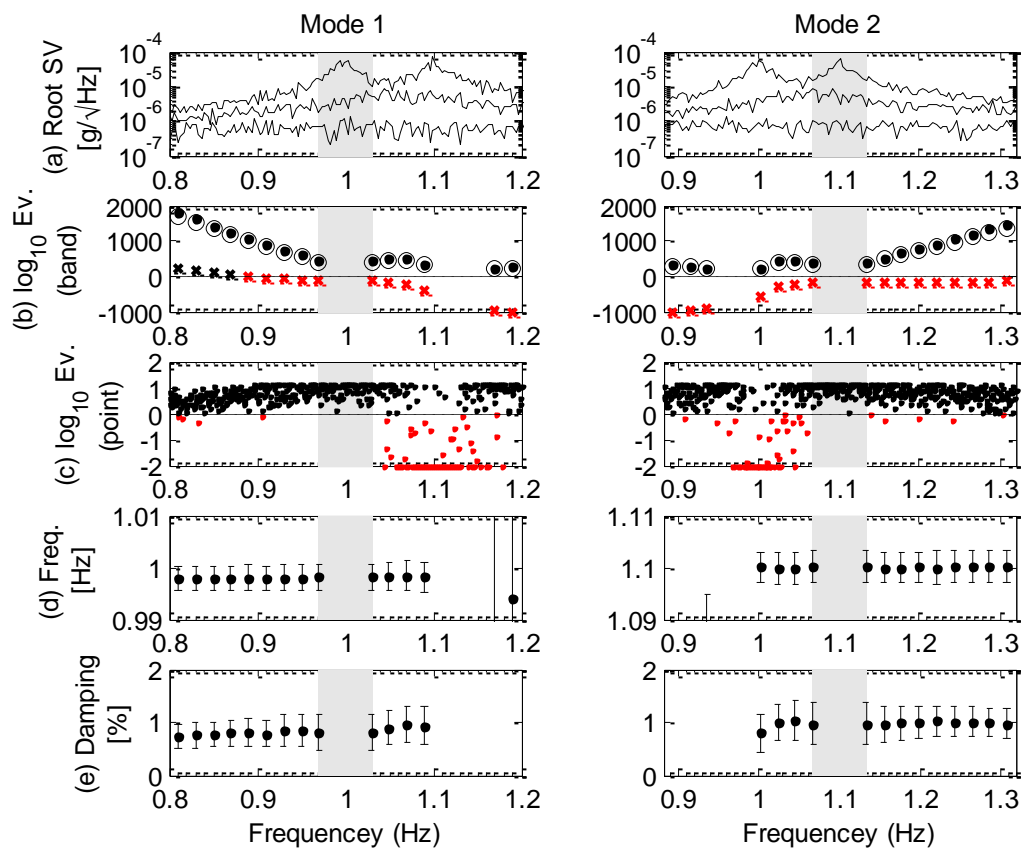 Mode 1
Mode 2
(a) Root SV
[g/√Hz]
10^-4
10^-5
10^-6
10^-6
10^-7
0.8 0.9 1 1.1 1.2
10^-4
10^-5
10^-6
10^-6
10^-7
0.9 1 1.1 1.2 1.3
(b) log10 Ev.
(band)
2000
1000
0
-1000
0.8 0.9 1 1.1 1.2
2000
1000
0
-1000
0.9 1 1.1 1.2 1.3
(c) log10 Ev.
(point)
2
1
0
-1
-2
0.8 0.9 1 1.1 1.2
2
1
0
-1
-2
0.9 1 1.1 1.2 1.3
(d) Freq.
[Hz]
1.01
1
0.99
0.8 0.9 1 1.1 1.2
1.11
1.10
1.09
0.9 1 1.1 1.2 1.3
(e) Damping
[%]
2
1
0
0.8 0.9 1 1.1 1.2
2
1
0
0.9 1 1.1 1.2 1.3
Frequencey (Hz)
Frequencey (Hz)